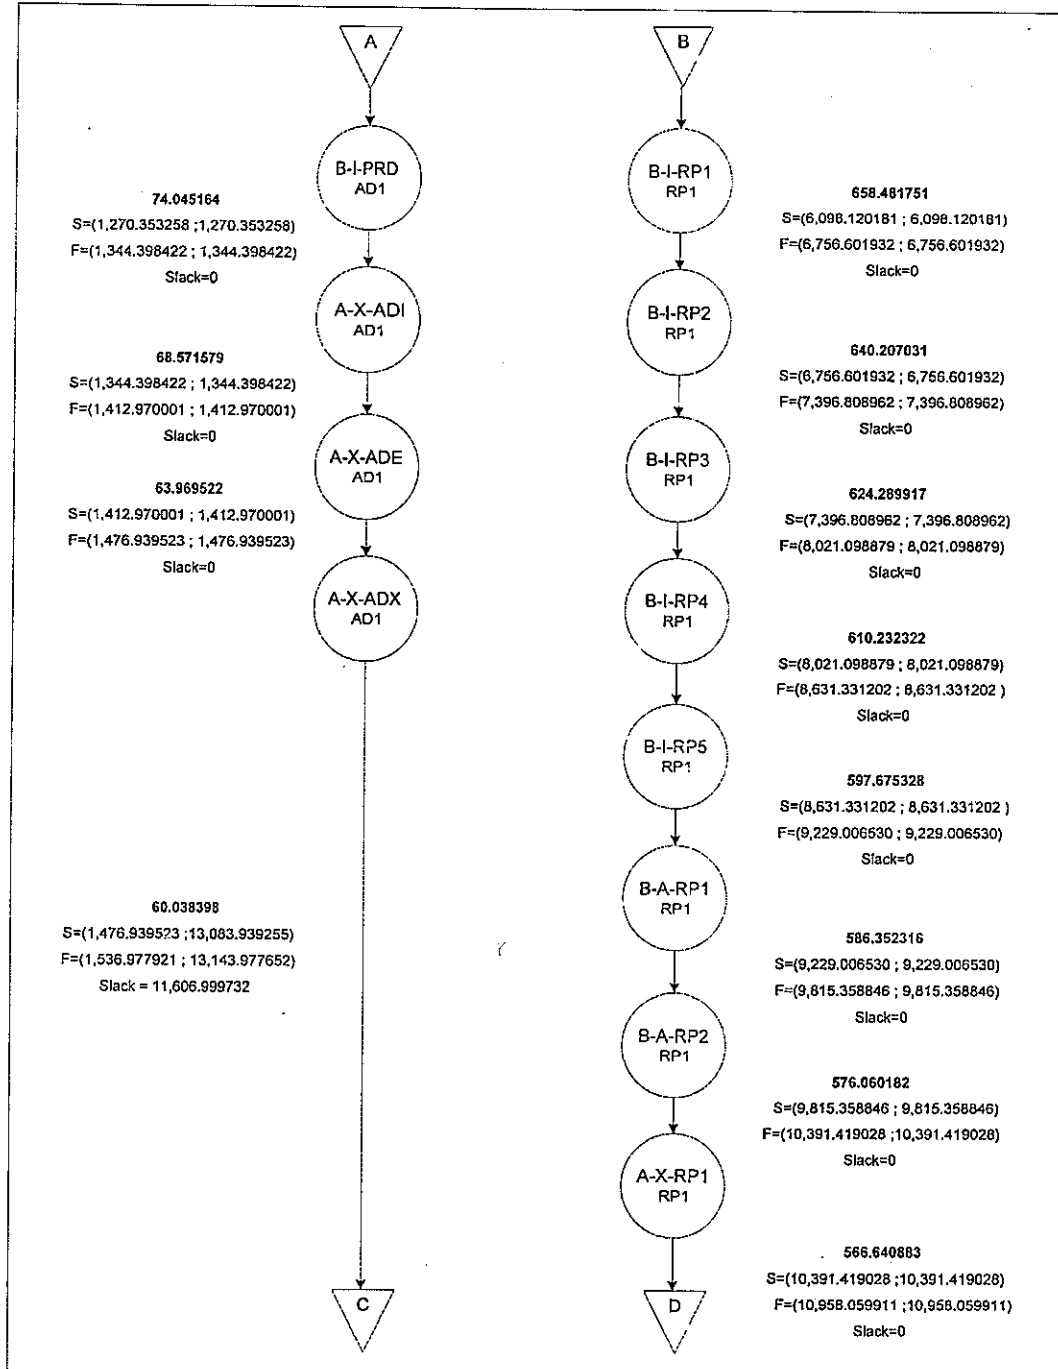 A
B-I-PRD
AD1
74.045164
S=(1,270.353258 ;1,270.353258)
F=(1,344.398422 ; 1,344.398422)
Slack=0
A-X-ADI
AD1
68.571579
S=(1,344.398422 ; 1,344.398422)
F=(1,412.970001 ; 1,412.970001)
Slack=0
A-X-ADE
AD1
63.969522
S=(1,412.970001 ; 1,412.970001)
F=(1,476.939523 ; 1,476.939523)
Slack=0
A-X-ADX
AD1
60.038398
S=(1,476.939523 ;13,083.939255)
F=(1,536.977921 ; 13,143.977652)
Slack = 11,606.999732
C
B
B-I-RP1
RP1
658.481751
S=(6,098.120181 ; 6,098.120181)
F=(6,756.601932 ; 6,756.601932)
Slack=0
B-I-RP2
RP1
640.207031
S=(6,756.601932 ; 6,756.601932)
F=(7,396.808962 ; 7,396.808962)
Slack=0
B-I-RP3
RP1
624.289917
S=(7,396.808962 ; 7,396.808962)
F=(8,021.098879 ; 8,021.098879)
Slack=0
B-I-RP4
RP1
610.232322
S=(8,021.098879 ; 8,021.098879)
F=(8,631.331202 ; 8,631.331202 )
Slack=0
B-I-RP5
RP1
597.675328
S=(8,631.331202 ; 8,631.331202 )
F=(9,229.006530 ; 9,229.006530)
Slack=0
B-A-RP1
RP1
586.352316
S=(9,229.006530 ; 9,229.006530)
F=(9,815.358846 ; 9,815.358846)
Slack=0
B-A-RP2
RP1
576.060182
S=(9,815.358846 ; 9,815.358846)
F=(10,391.419028 ;10,391.419028)
Slack=0
A-X-RP1
RP1
566.640883
S=(10,391.419028 ;10,391.419028)
F=(10,958.059911 ;10,958.059911)
Slack=0
D